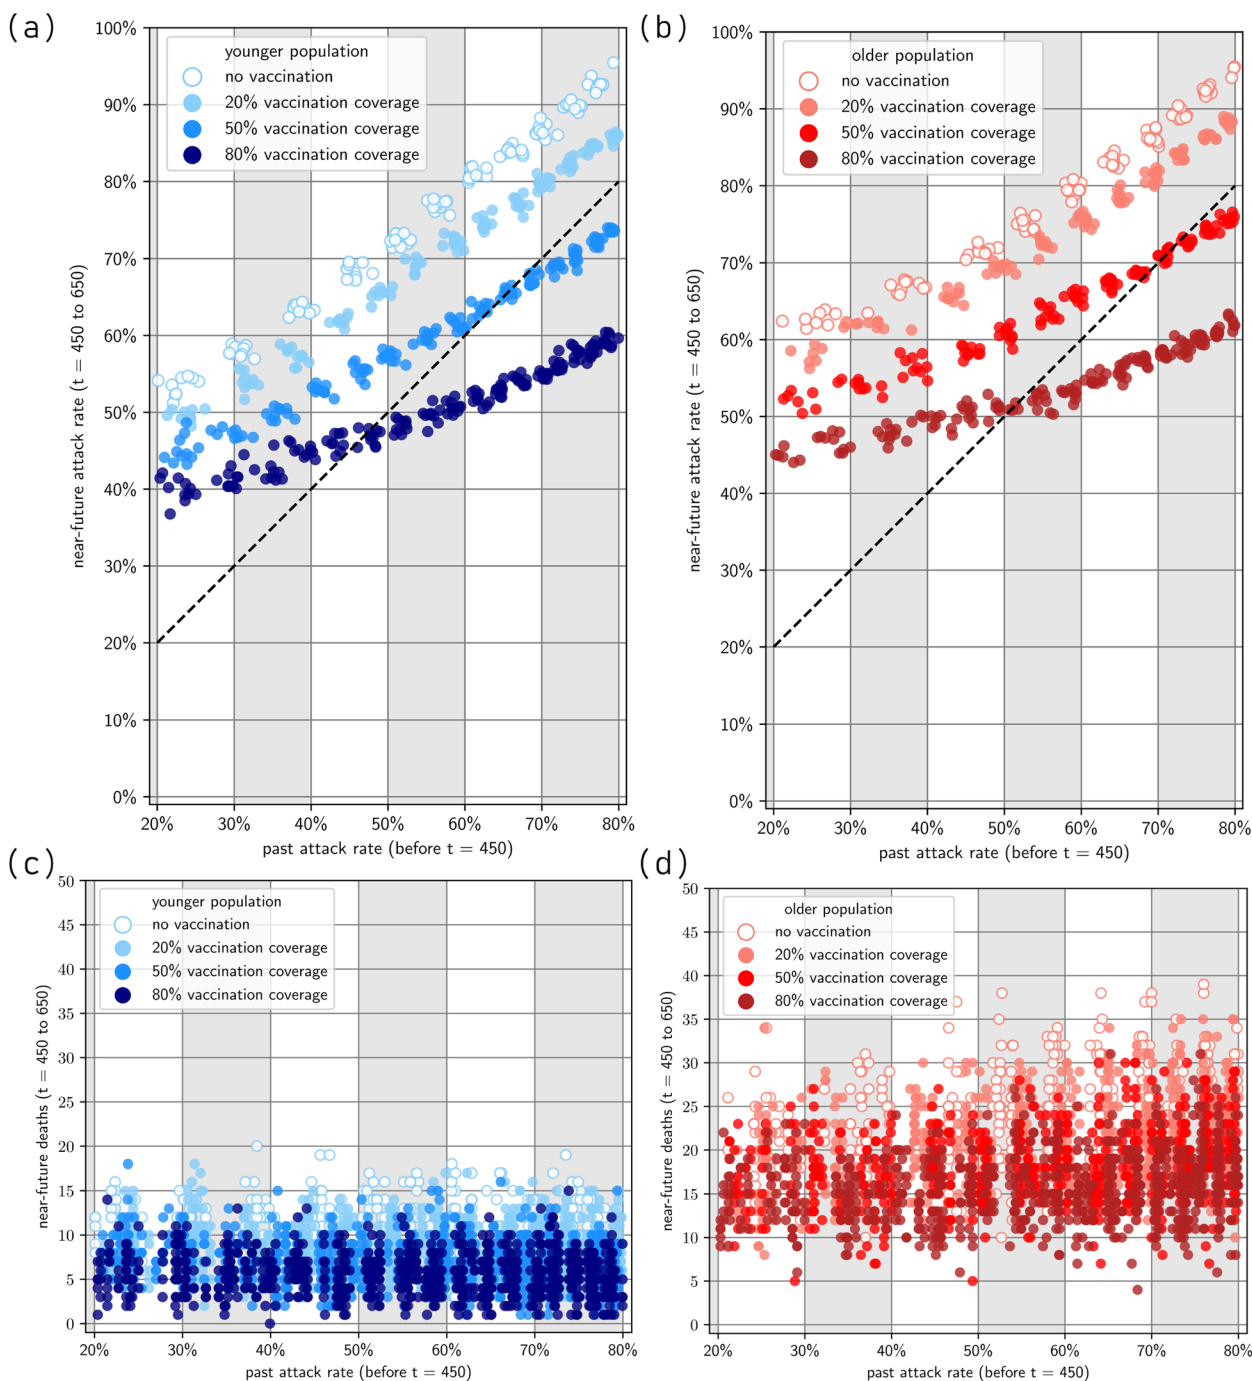 (a)
100%
90%
80%
70%
60%
50%
40%
30%
20%
10%
0%
near-future attack rate (t = 450 to 650)
younger population
no vaccination
20% vaccination coverage
50% vaccination coverage
80% vaccination coverage
20%
30%
40%
50%
60%
70%
80%
past attack rate (before t = 450)
(b)
100%
90%
80%
70%
60%
50%
40%
30%
20%
10%
0%
near-future attack rate (t = 450 to 650)
older population
no vaccination
20% vaccination coverage
50% vaccination coverage
80% vaccination coverage
20%
30%
40%
50%
60%
70%
80%
past attack rate (before t = 450)
(c)
50
45
40
35
30
25
20
15
10
5
0
near-future deaths (t = 450 to 650)
younger population
no vaccination
20% vaccination coverage
50% vaccination coverage
80% vaccination coverage
20%
30%
40%
50%
60%
70%
80%
past attack rate (before t = 450)
(d)
50
45
40
35
30
25
20
15
10
5
0
near-future deaths (t = 450 to 650)
older population
no vaccination
20% vaccination coverage
50% vaccination coverage
80% vaccination coverage
20%
30%
40%
50%
60%
70%
80%
past attack rate (before t = 450)